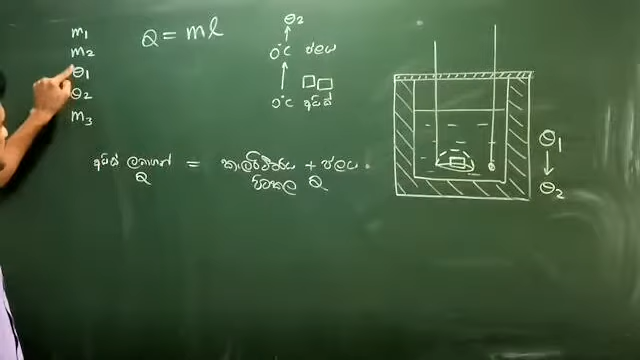 m₁
m₂
θ₁
θ₂
m₃
Q = ml
θ₂
0°C ජලය
0°C අයිස්
අයිස් ලබාගත් Q = කාලරිමීටරය + ජලය පිටකල Q
θ₁
θ₂